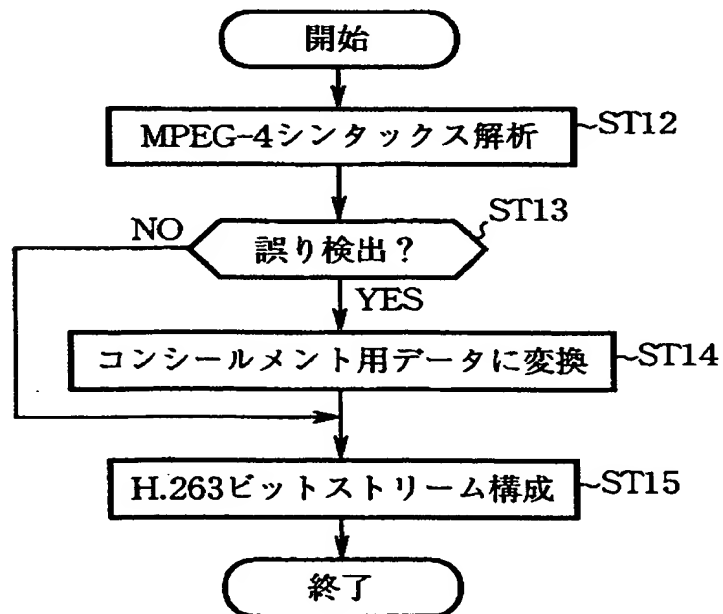 開始
MPEG-4シンタックス解析
ST12
ST13
NO
誤り検出?
YES
コンシールメント用データに変換
ST14
H.263ビットストリーム構成
ST15
終了